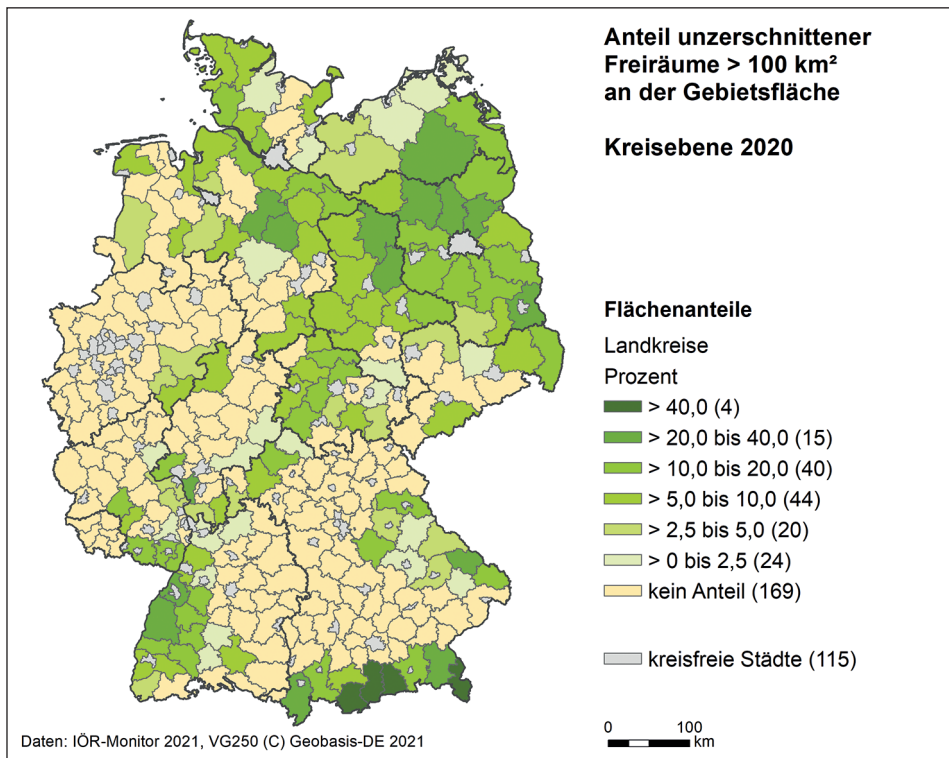 Anteil unzerschnittener
Freiräume > 100 km²
an der Gebietsfläche
Kreisebene 2020
Flächenanteile
Landkreise
Prozent
> 40,0 (4)
> 20,0 bis 40,0 (15)
> 10,0 bis 20,0 (40)
> 5,0 bis 10,0 (44)
> 2,5 bis 5,0 (20)
> 0 bis 2,5 (24)
kein Anteil (169)
kreisfreie Städte (115)
0 100
km
Daten: IÖR-Monitor 2021, VG250 (C) Geobasis-DE 2021